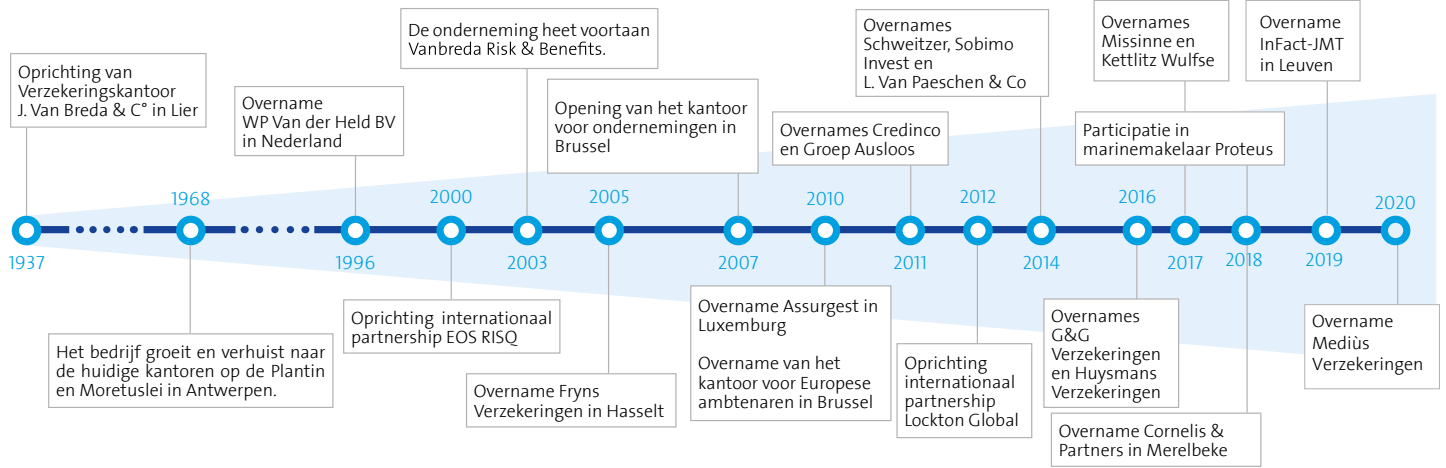 Oprichting van
Verzekeringskantoor
J. Van Breda & C° in Lier
1937
1968
Het bedrijf groeit en verhuist naar
de huidige kantoren op de Plantin
en Moretuslei in Antwerpen.
Overname
WP Van der Held BV
in Nederland
1996
2000
Oprichting internationaal
partnership EOS RISQ
De onderneming heet voortaan
Vanbreda Risk & Benefits.
2003
2005
Overname Fryns
Verzekeringen in Hasselt
Opening van het kantoor
voor ondernemingen in
Brussel
2007
2010
Overname Assurgest in
Luxemburg
Overname van het
kantoor voor Europese
ambtenaren in Brussel
Overnames Credinco
en Groep Ausloos
2011
2012
Oprichting
internationaal
partnership
Lockton Global
Overnames
Schweitzer, Sobimo
Invest en
L. Van Paeschen & Co
2014
2016
Overnames
G&G
Verzekeringen
en Huysmans
Verzekeringen
Overnames
Missinne en
Kettlitz Wulfse
Participatie in
marinemakelaar Proteus
2017
2018
Overname Cornelis &
Partners in Merelbeke
Overname
InFact-JMT
in Leuven
2019
2020
Overname
Mediùs
Verzekeringen